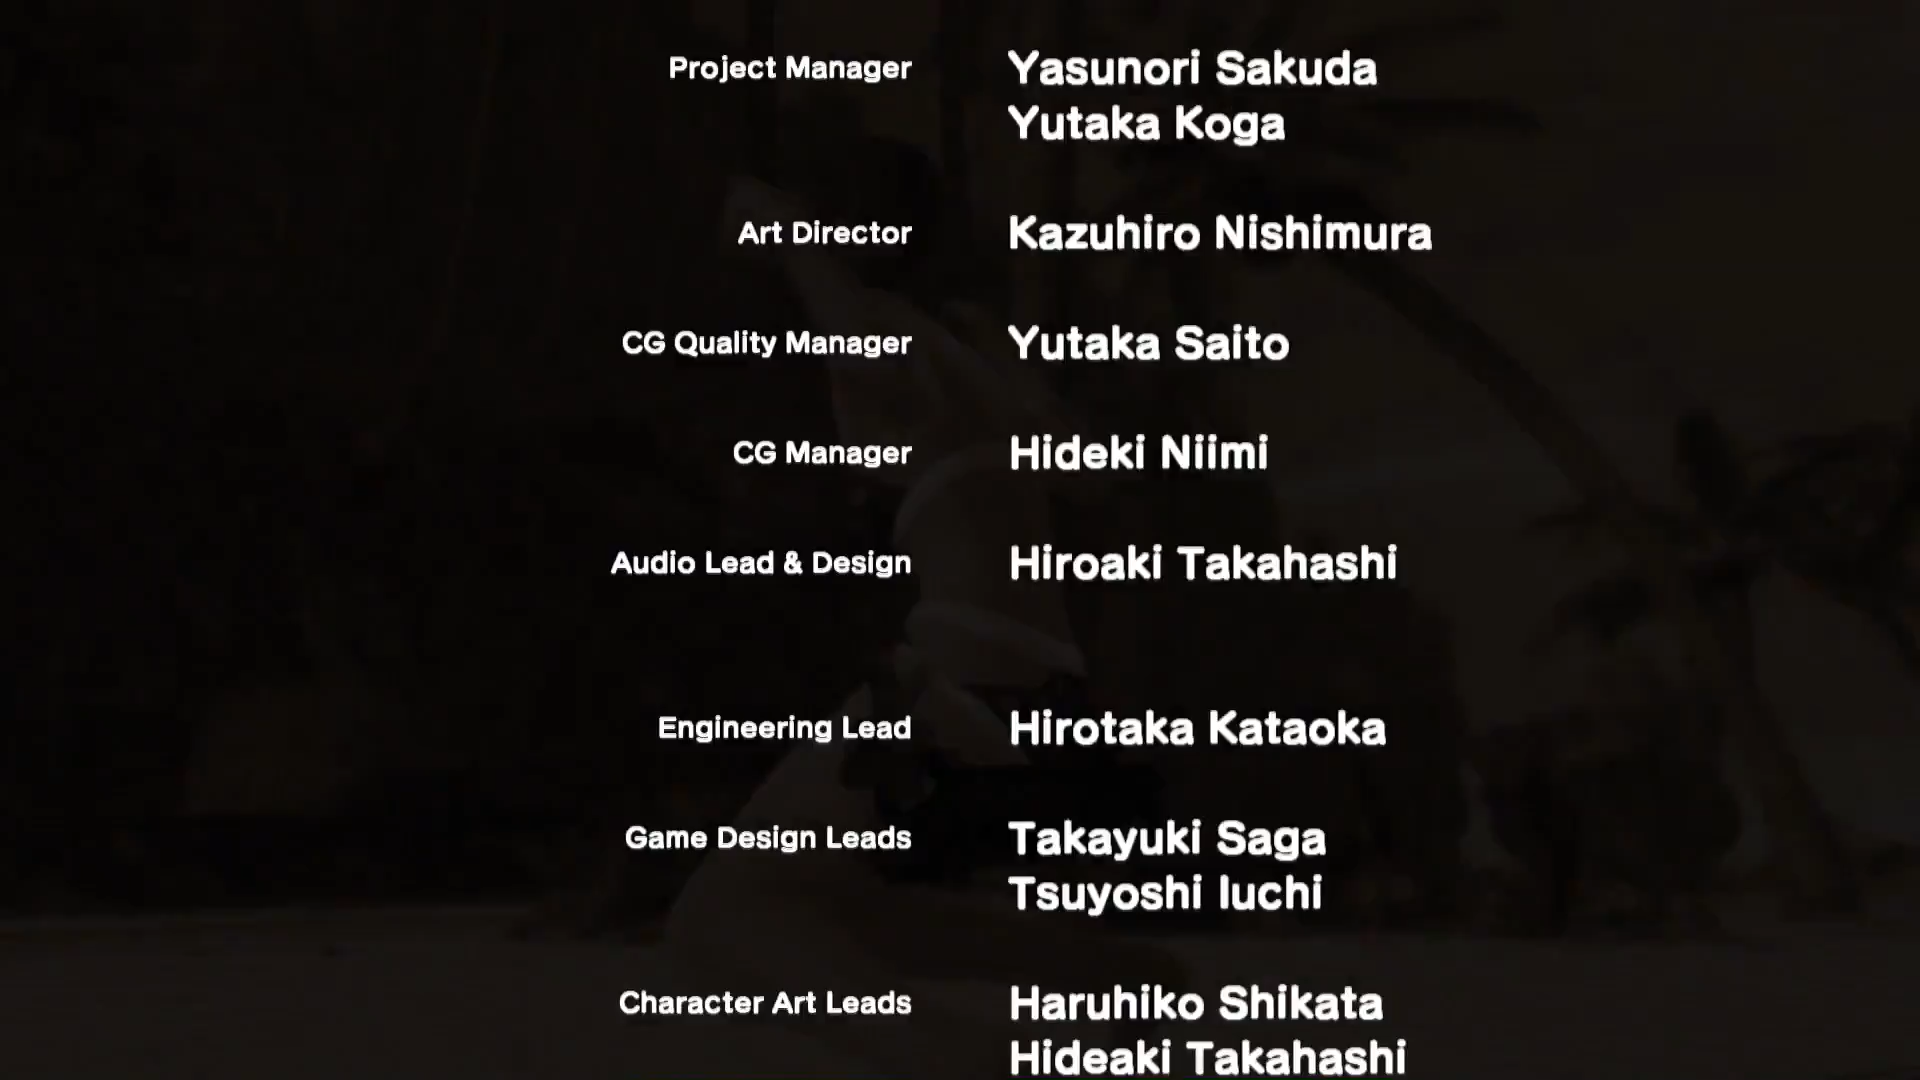 Project Manager Yasunori Sakuda
Yutaka Koga
Art Director Kazuhiro Nishimura
CG Quality Manager Yutaka Saito
CG Manager Hideki Niimi
Audio Lead & Design Hiroaki Takahashi
Engineering Lead Hirotaka Kataoka
Game Design Leads Takayuki Saga
Tsuyoshi Iuchi
Character Art Leads Haruhiko Shikata
Hideaki Takahashi